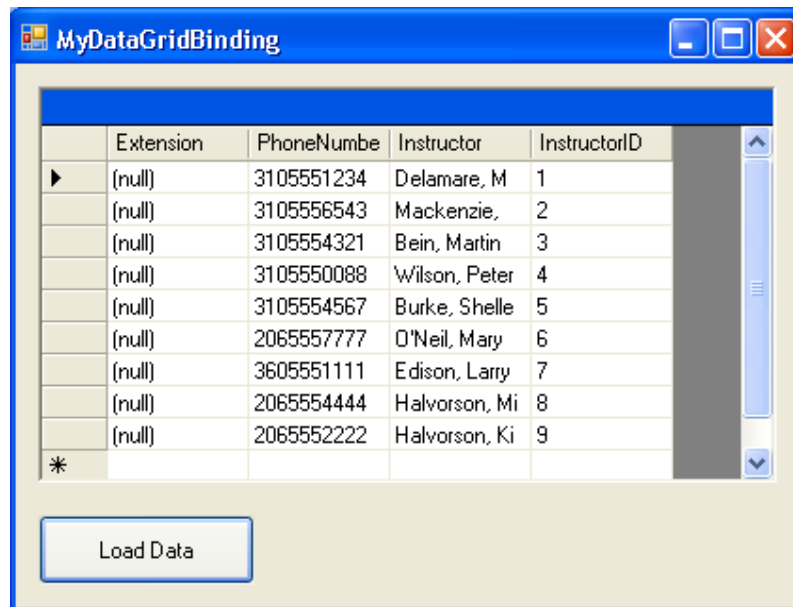 MyDataGridBinding
Extension PhoneNumbe Instructor InstructorID
(null) 3105551234 Delamare, M 1
(null) 3105556543 Mackenzie, 2
(null) 3105554321 Bein, Martin 3
(null) 3105550088 Wilson, Peter 4
(null) 3105554567 Burke, Shelle 5
(null) 2065557777 O'Neil, Mary 6
(null) 3605551111 Edison, Larry 7
(null) 2065554444 Halvorson, Mi 8
(null) 2065552222 Halvorson, Ki 9
Load Data